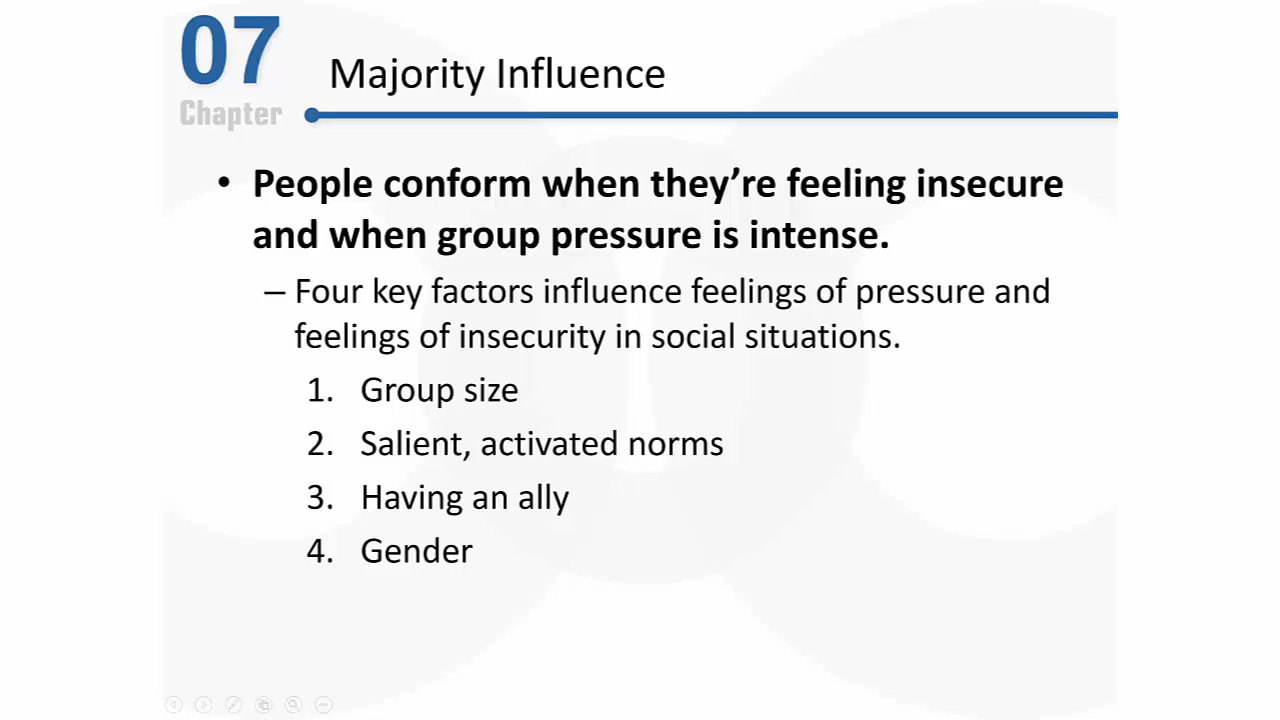 07
Chapter
Majority Influence
• People conform when they’re feeling insecure
and when group pressure is intense.
– Four key factors influence feelings of pressure and
feelings of insecurity in social situations.
1. Group size
2. Salient, activated norms
3. Having an ally
4. Gender